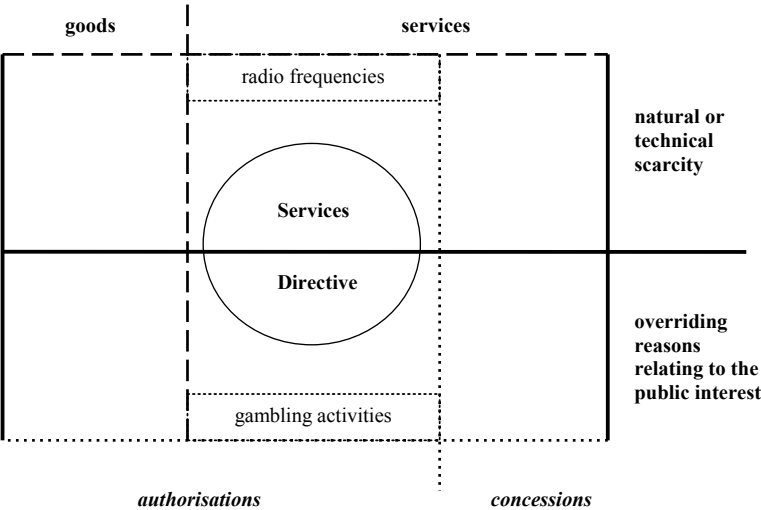 goods
services
radio frequencies
natural or
technical
scarcity
Services
Directive
overriding
reasons
relating to the
public interest
gambling activities
authorisations
concessions